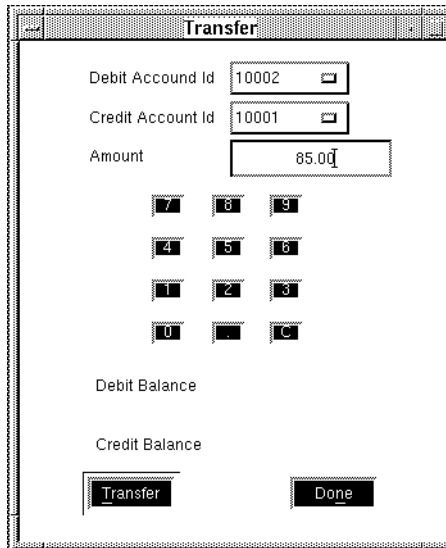 Transfer
Debit Accound Id 10002
Credit Account Id 10001
Amount 85.00
7 8 9
4 5 6
1 2 3
0 . C
Debit Balance
Credit Balance
Transfer Done